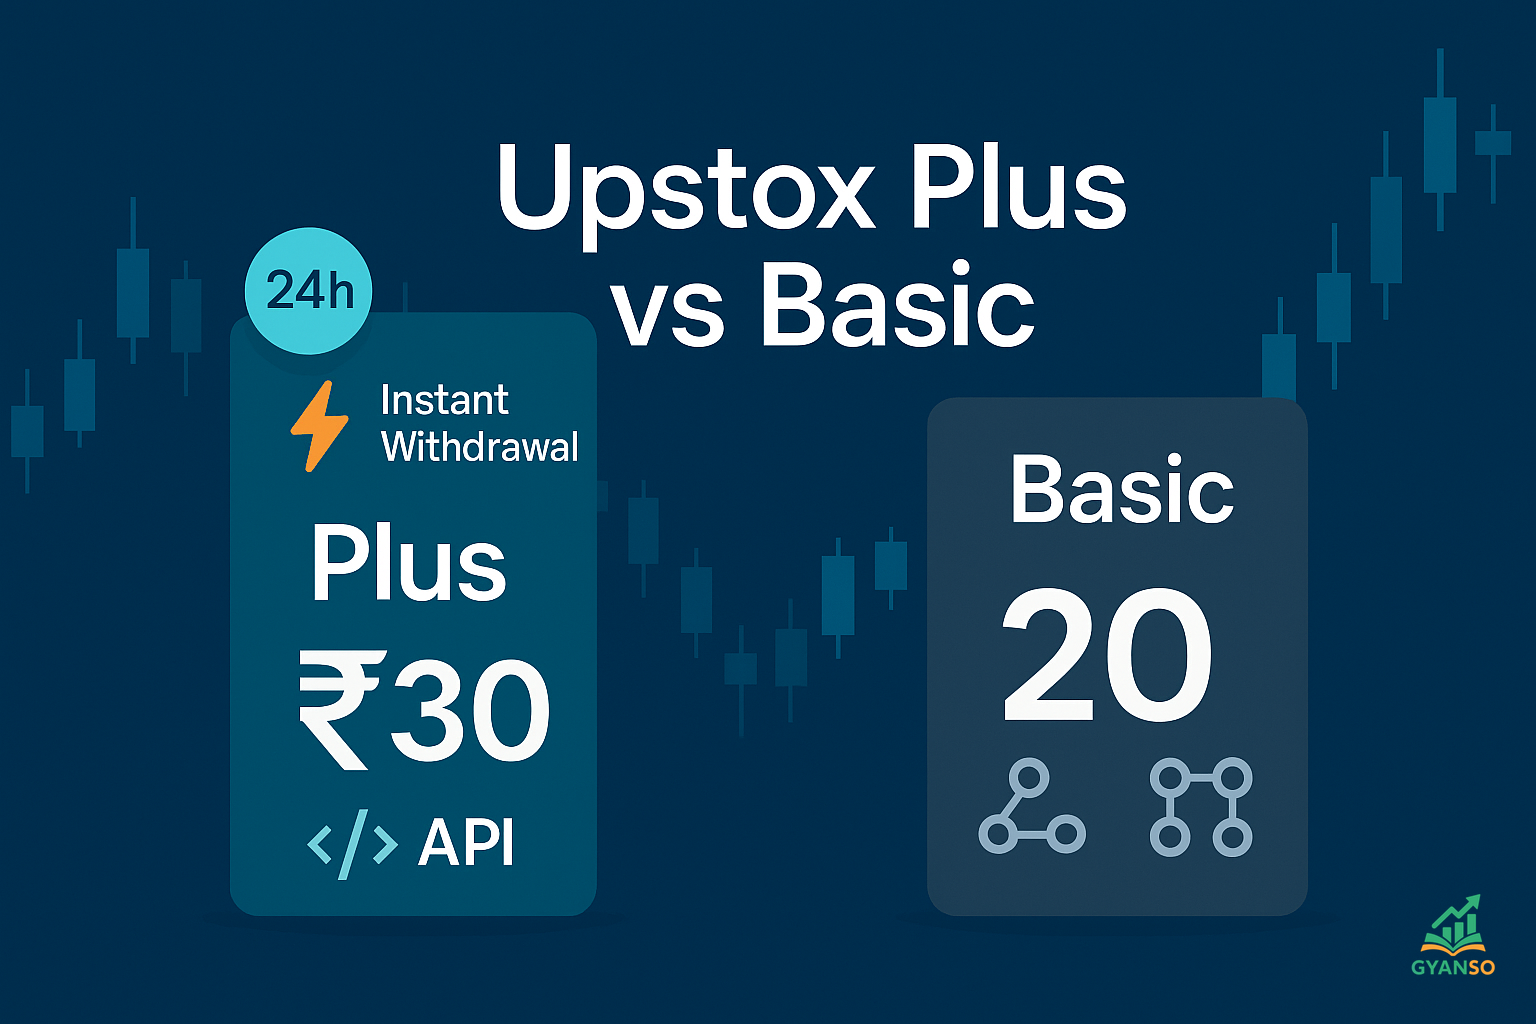 Upstox Plus
vs Basic
24h
Instant
Withdrawal
Plus
₹30
</> API
Basic
20
GYANSO